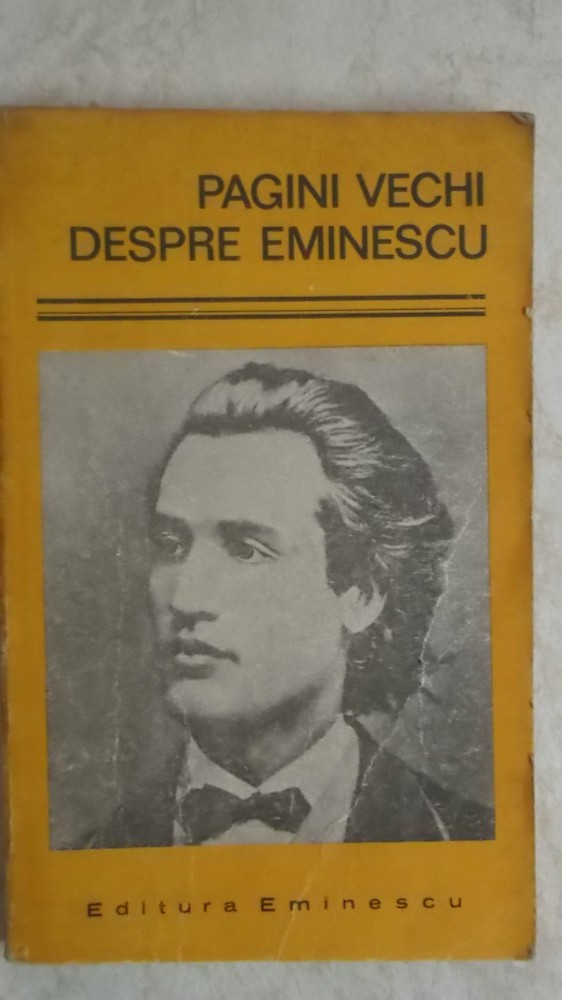 PAGINI VECHI
DESPRE EMINESCU
Editura Eminescu